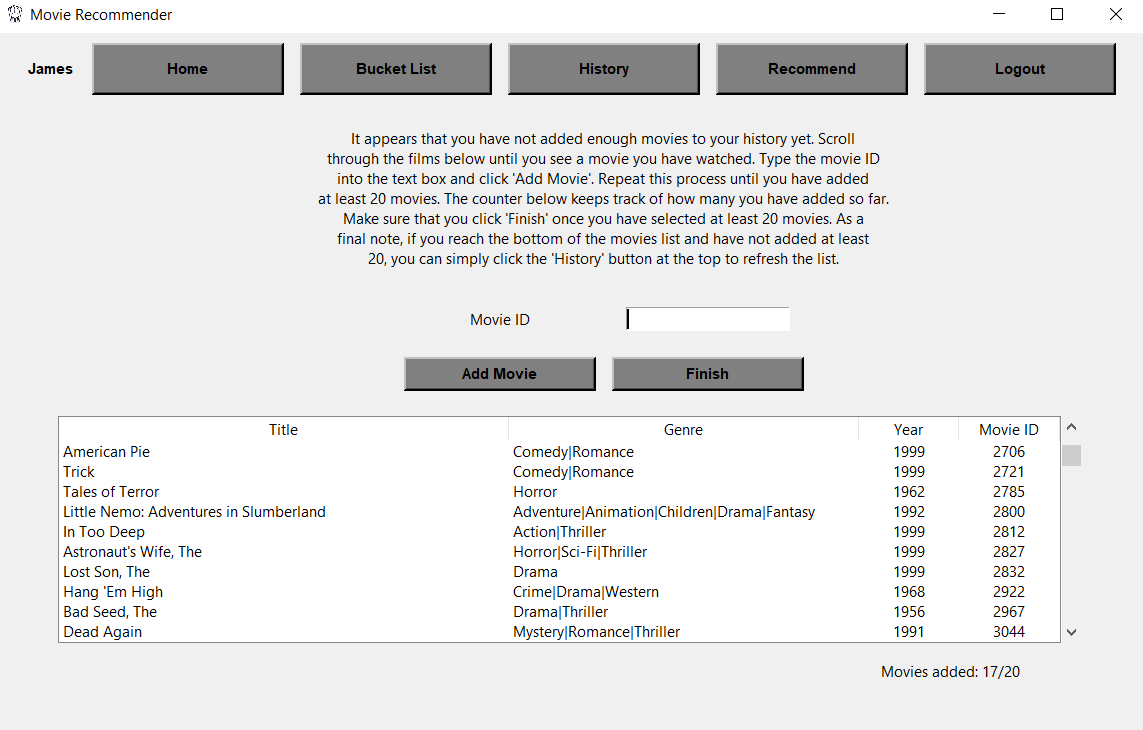 Movie Recommender
James Home Bucket List History Recommend Logout
It appears that you have not added enough movies to your history yet. Scroll
through the films below until you see a movie you have watched. Type the movie ID
into the text box and click 'Add Movie'. Repeat this process until you have added
at least 20 movies. The counter below keeps track of how many you have added so far.
Make sure that you click 'Finish' once you have selected at least 20 movies. As a
final note, if you reach the bottom of the movies list and have not added at least
20, you can simply click the 'History' button at the top to refresh the list.
Movie ID
Add Movie Finish
Title Genre Year Movie ID
American Pie Comedy|Romance 1999 2706
Trick Comedy|Romance 1999 2721
Tales of Terror Horror 1962 2785
Little Nemo: Adventures in Slumberland Adventure|Animation|Children|Drama|Fantasy 1992 2800
In Too Deep Action|Thriller 1999 2812
Astronaut's Wife, The Horror|Sci-Fi|Thriller 1999 2827
Lost Son, The Drama 1999 2832
Hang 'Em High Crime|Drama|Western 1968 2922
Bad Seed, The Drama|Thriller 1956 2967
Dead Again Mystery|Romance|Thriller 1991 3044
Movies added: 17/20